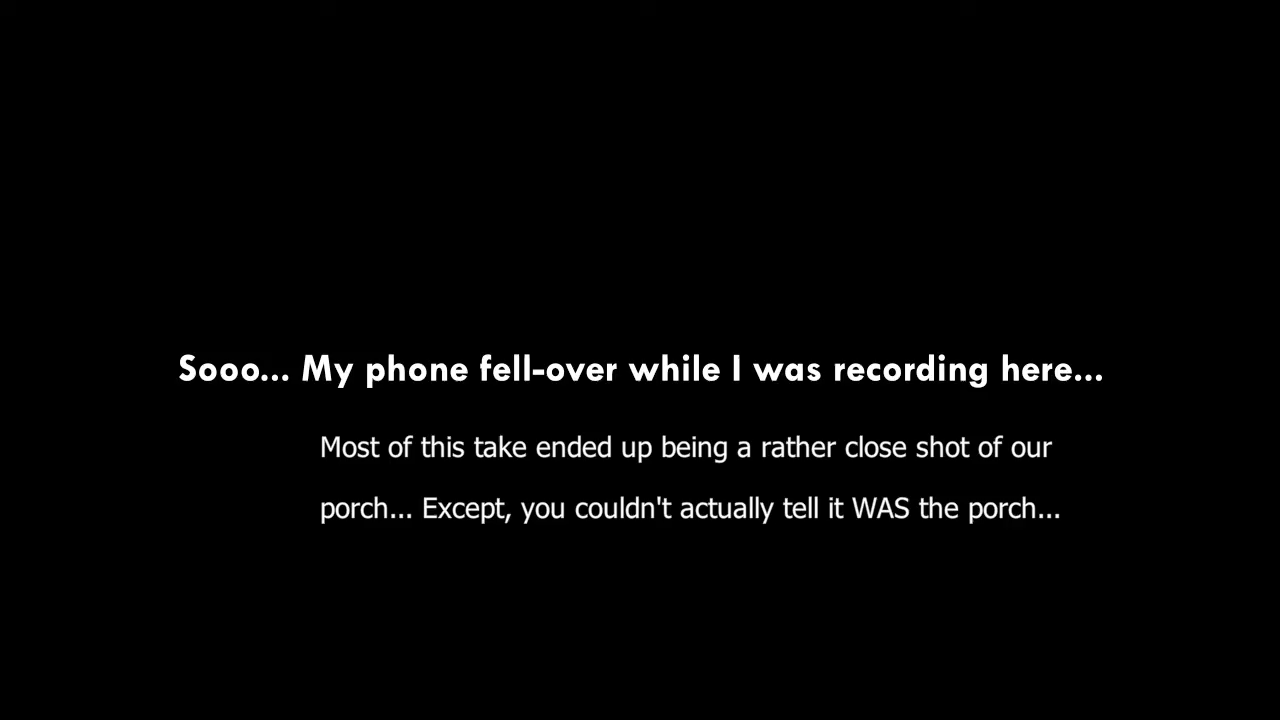 Sooo... My phone fell-over while I was recording here...
Most of this take ended up being a rather close shot of our
porch... Except, you couldn't actually tell it WAS the porch...